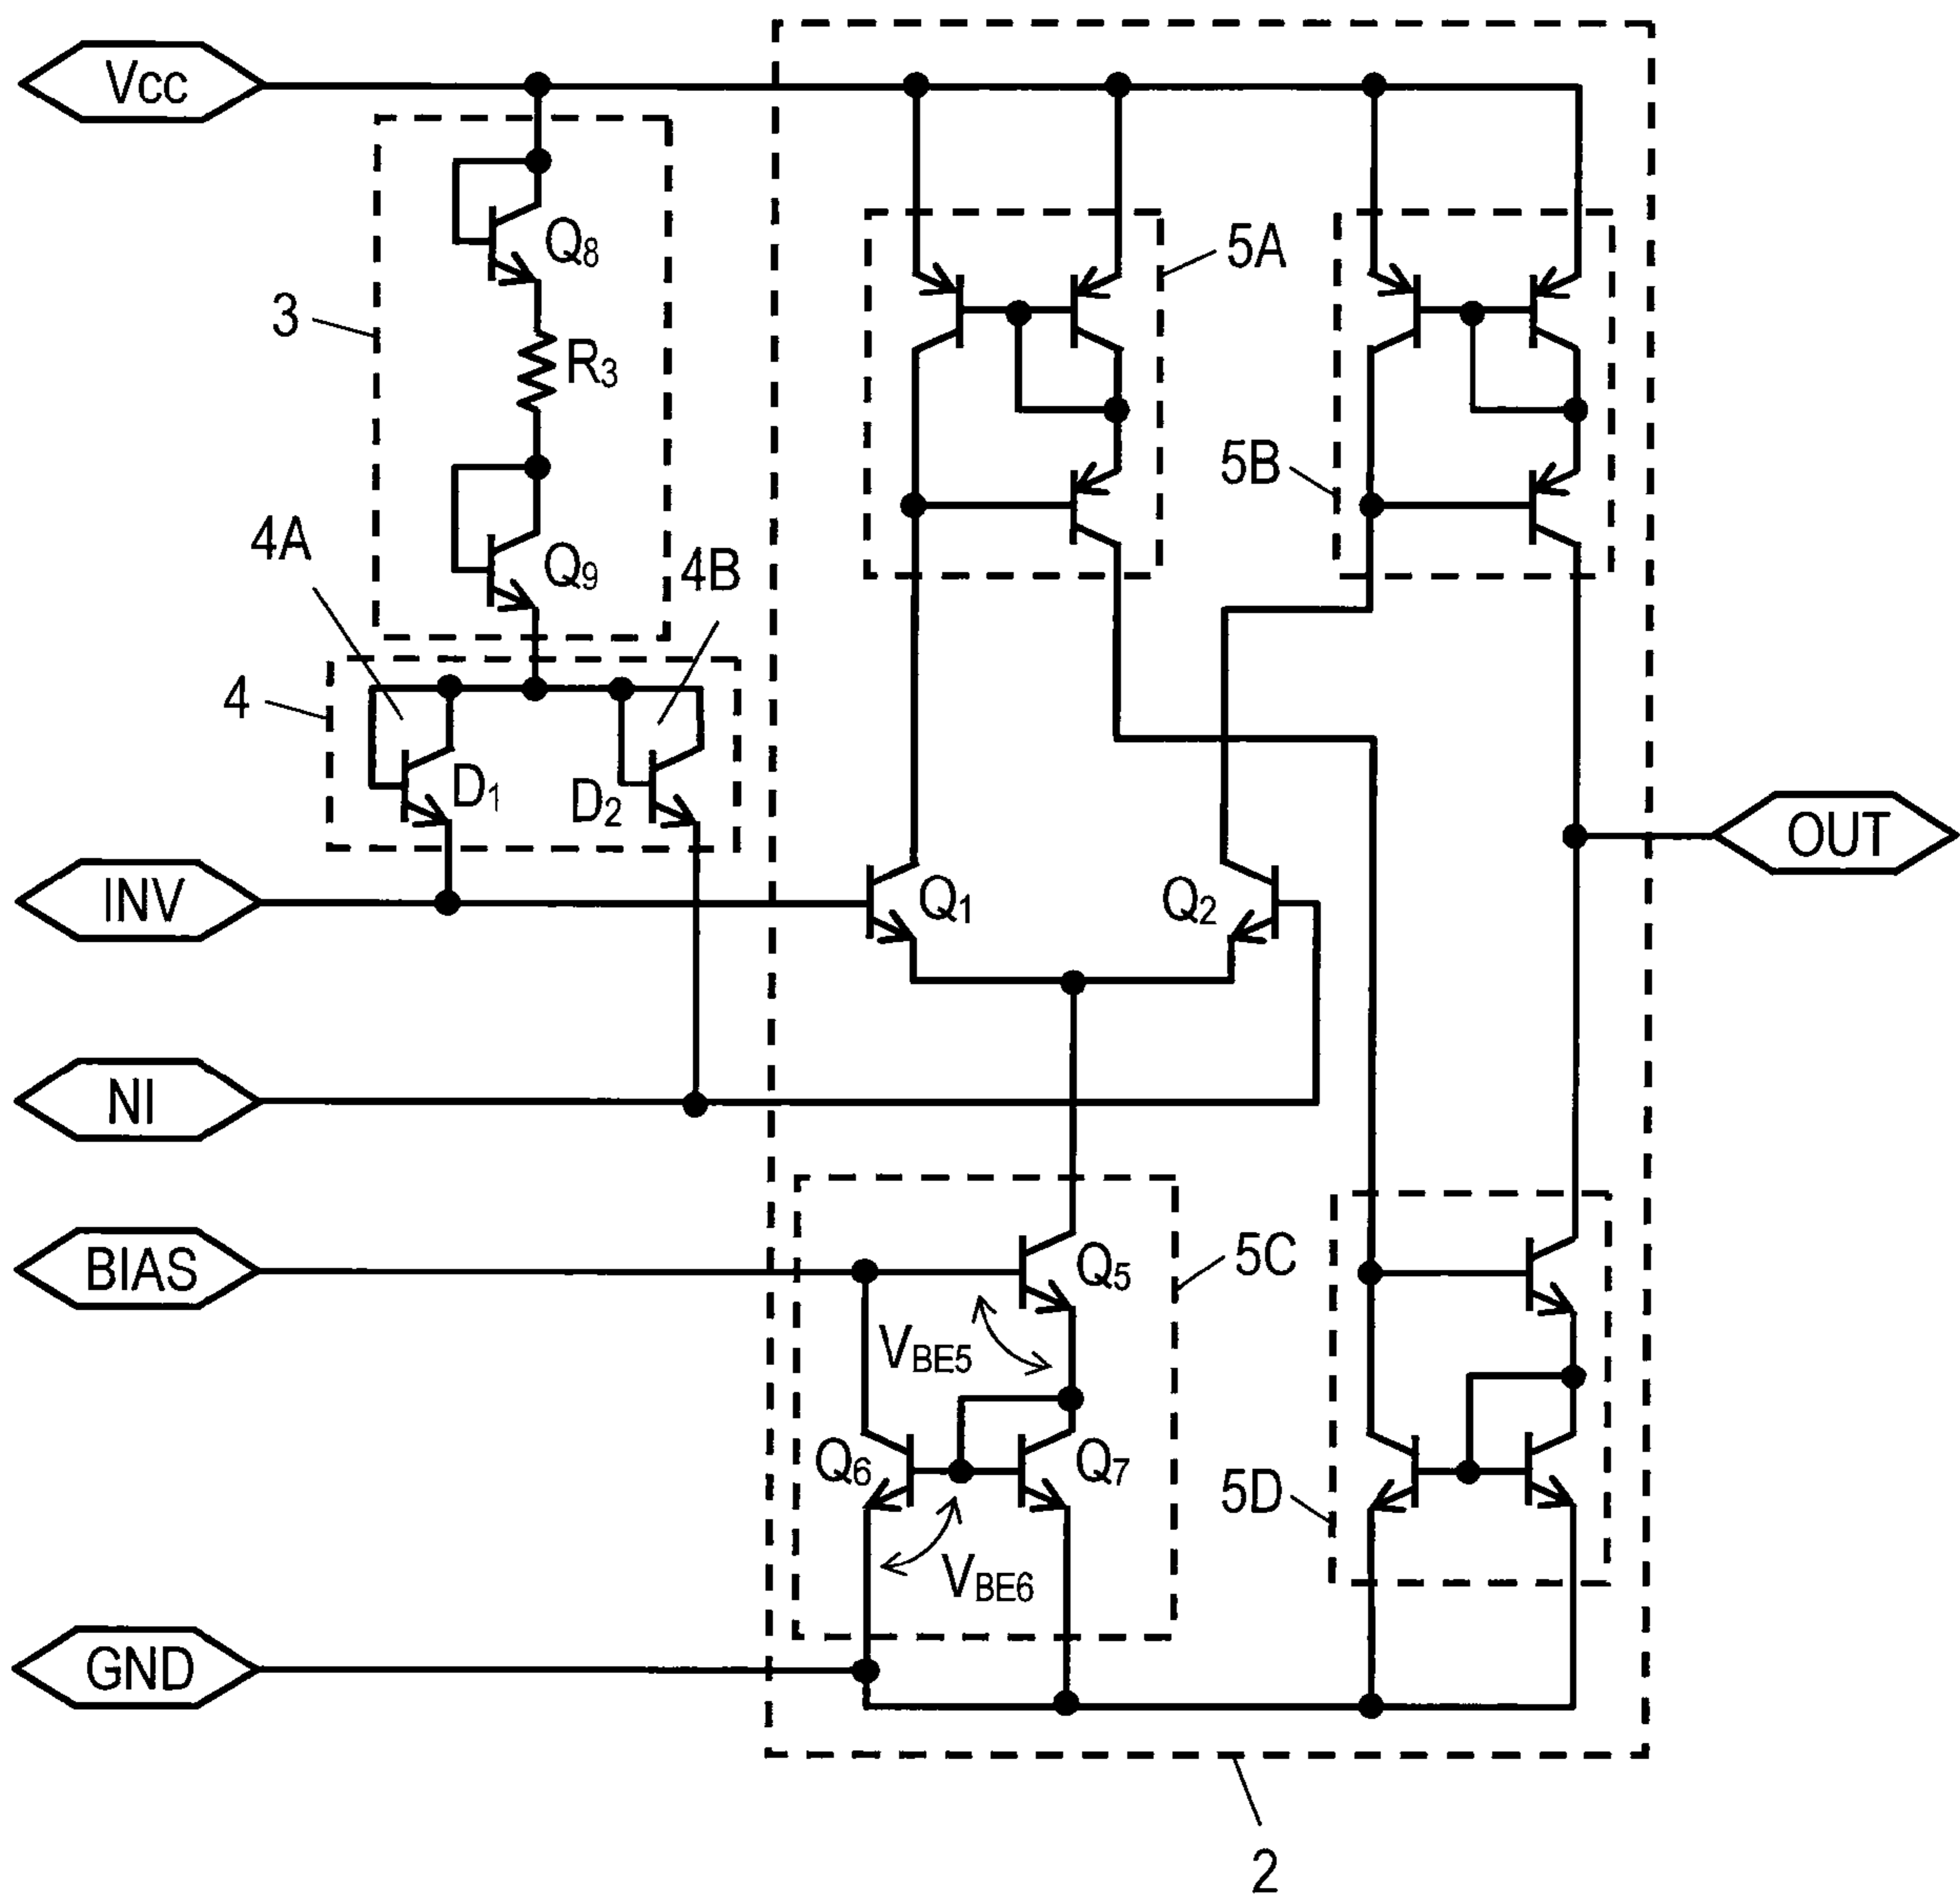 Vcc
Q8
5A
3
R3
5B
4A
Q9
4B
4
D1
D2
OUT
INV
Q1
Q2
NI
BIAS
Q5
5C
VBE5
Q6
Q7
5D
VBE6
GND
2